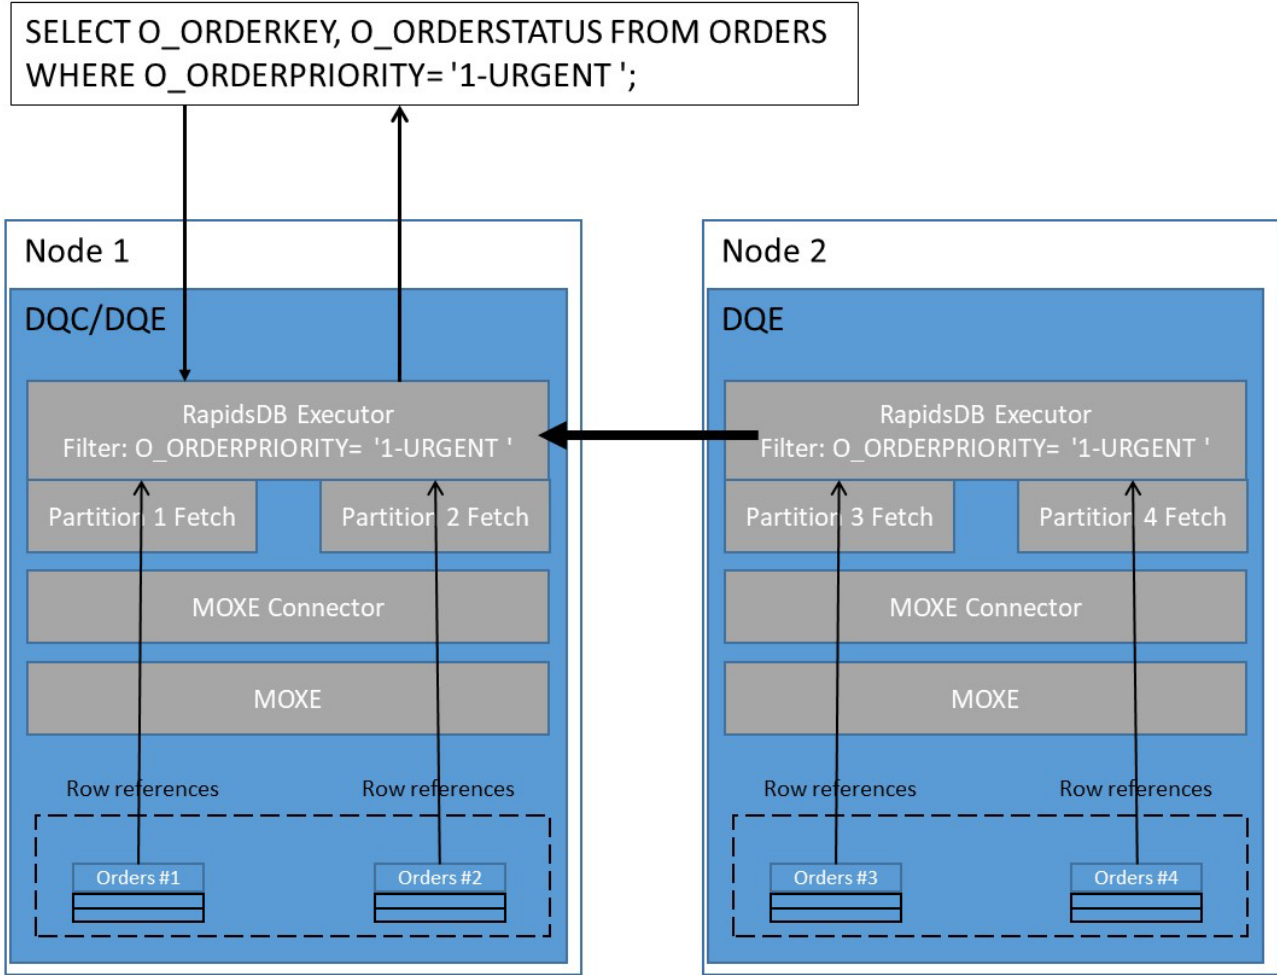 SELECT O_ORDERKEY, O_ORDERSTATUS FROM ORDERS
WHERE O_ORDERPRIORITY= '1-URGENT ';
Node 1
DQC/DQE
RapidsDB Executor
Filter: O_ORDERPRIORITY= '1-URGENT '
Partition 1 Fetch
Partition 2 Fetch
MOXE Connector
MOXE
Row references
Row references
Orders #1
Orders #2
Node 2
DQE
RapidsDB Executor
Filter: O_ORDERPRIORITY= '1-URGENT '
Partition 3 Fetch
Partition 4 Fetch
MOXE Connector
MOXE
Row references
Row references
Orders #3
Orders #4